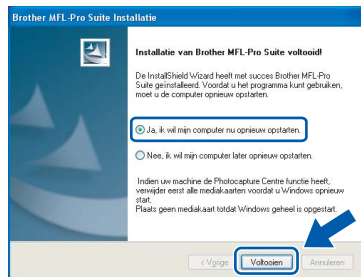 Brother MFL-Pro Suite Installatie
Installatie van Brother MFL-Pro Suite voltooid!
De InstallShield Wizard heeft met succes Brother MFL-Pro
Suite geïnstalleerd. Voordat u het programma kunt gebruiken,
moet u de computer opnieuw opstarten.
Ja, ik wil mijn computer nu opnieuw opstarten.
Nee, ik wil mijn computer later opnieuw opstarten.
Indien uw machine de Photocapture Centre functie heeft,
verwijder eerst alle mediakaarten voordat u Windows opnieuw
start.
Plaats geen mediakaart totdat Windows geheel is opgestart.
< Vorige Voltooien Annuleren